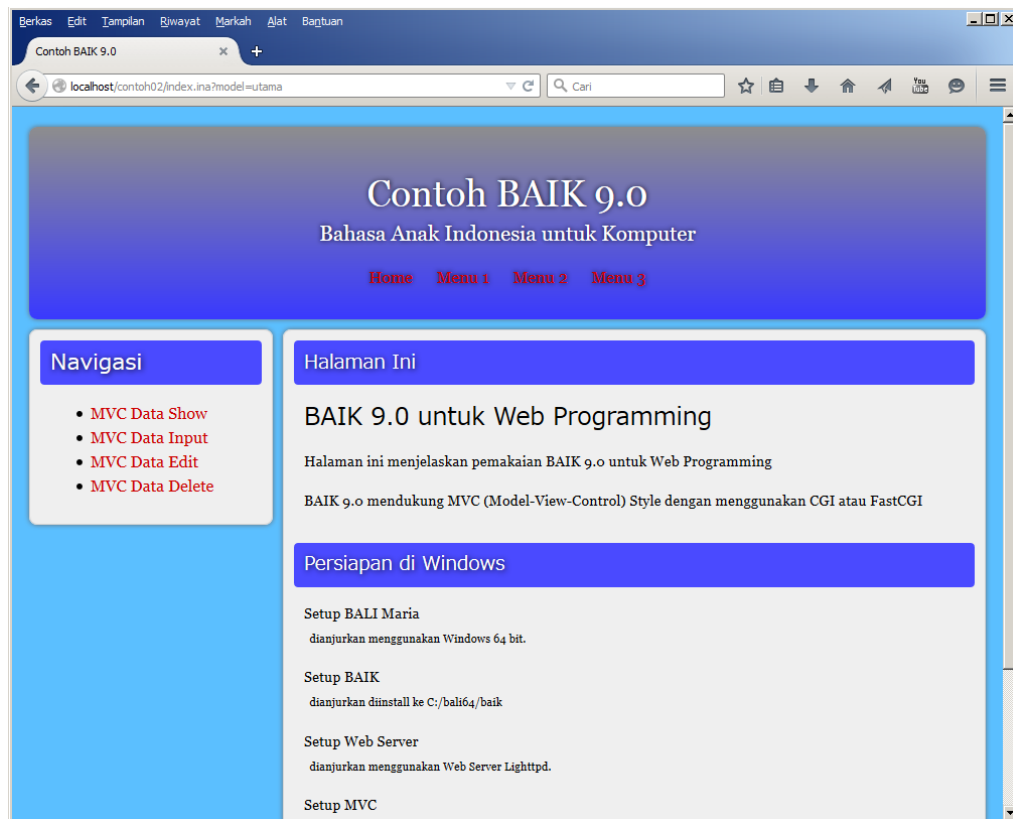 Berkas Edit Tampilan Riwayat Markah Alat Bantuan
Contoh BAIK 9.0
localhost/contoh02/index.ina?model=utama
Cari
You Tube
Contoh BAIK 9.0
Bahasa Anak Indonesia untuk Komputer
Home Menu 1 Menu 2 Menu 3
Navigasi
MVC Data Show
MVC Data Input
MVC Data Edit
MVC Data Delete
Halaman Ini
BAIK 9.0 untuk Web Programming
Halaman ini menjelaskan pemakaian BAIK 9.0 untuk Web Programming
BAIK 9.0 mendukung MVC (Model-View-Control) Style dengan menggunakan CGI atau FastCGI
Persiapan di Windows
Setup BALI Maria
dianjurkan menggunakan Windows 64 bit.
Setup BAIK
dianjurkan diinstall ke C:/bali64/baik
Setup Web Server
dianjurkan menggunakan Web Server Lighttpd.
Setup MVC